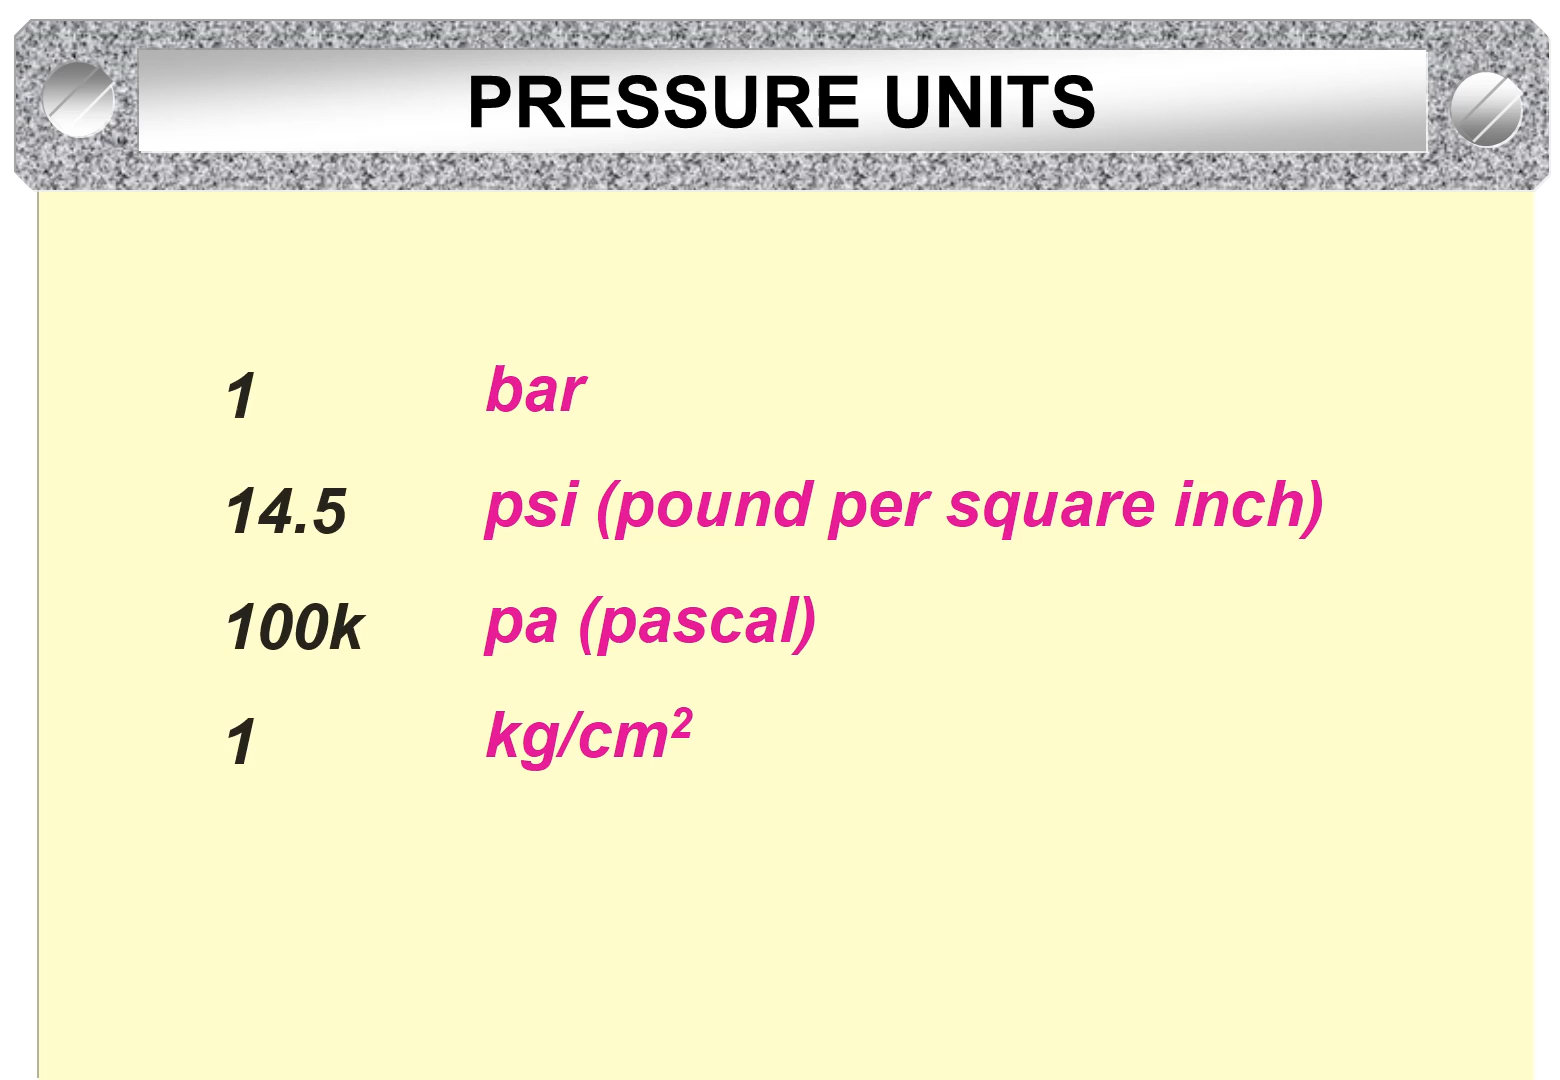 PRESSURE UNITS
1 bar
14.5 psi (pound per square inch)
100k pa (pascal)
1 kg/cm²